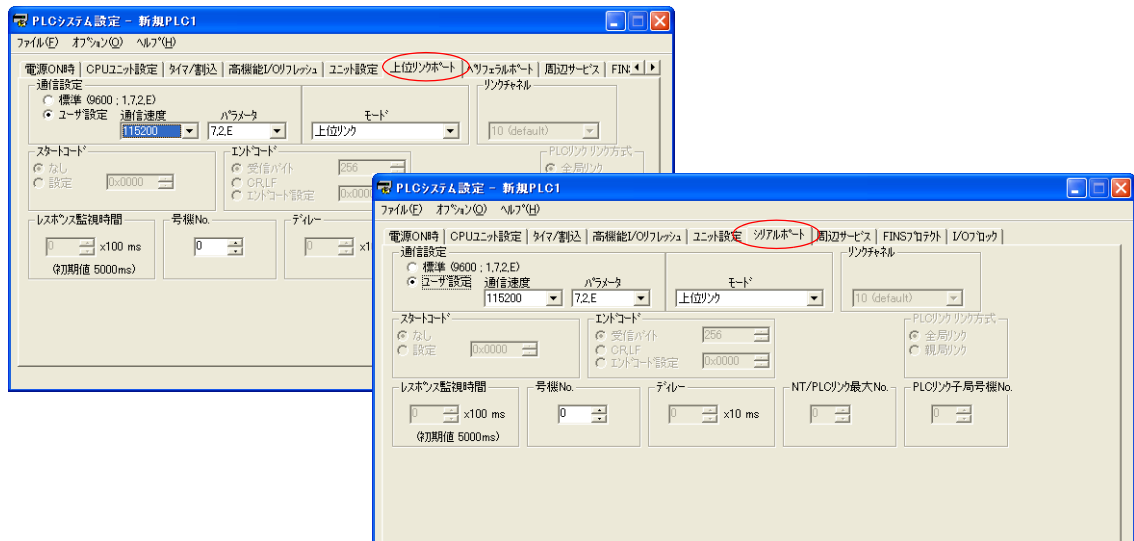 PLCシステム設定 - 新規PLC1
ファイル(F) オプション(O) ヘルプ(H)
電源ON時 CPUユニット設定 タイマ/割込 高機能I/Oリフレッシュ ユニット設定 上位リンクポート ペリフェラルポート 周辺サービス FIN
通信設定
標準 (9600 ; 1,7,2,E)
ユーザ設定 通信速度 パラメータ モード リンクチャネル
115200 7,2,E 上位リンク 10 (default)
スタートコード エンドコード PLCリンク リンク方式
なし 受信バイト 256 全局リンク
設定 0x0000 CR,LF
エンドコード設定 0x000
レスポンス監視時間 号機No. ディレー
0 x100 ms 0 0 x1
(初期値 5000ms)
PLCシステム設定 - 新規PLC1
ファイル(F) オプション(O) ヘルプ(H)
電源ON時 CPUユニット設定 タイマ/割込 高機能I/Oリフレッシュ ユニット設定 シリアルポート 周辺サービス FINSプロテクト I/Oブロック
通信設定
標準 (9600 ; 1,7,2,E)
ユーザ設定 通信速度 パラメータ モード リンクチャネル
115200 7,2,E 上位リンク 10 (default)
スタートコード エンドコード PLCリンク リンク方式
なし 受信バイト 256 全局リンク
設定 0x0000 CR,LF 親局リンク
エンドコード設定 0x0000
レスポンス監視時間 号機No. ディレー NT/PLCリンク最大No. PLCリンク子局号機No.
0 x100 ms 0 0 x10 ms 0 0
(初期値 5000ms)